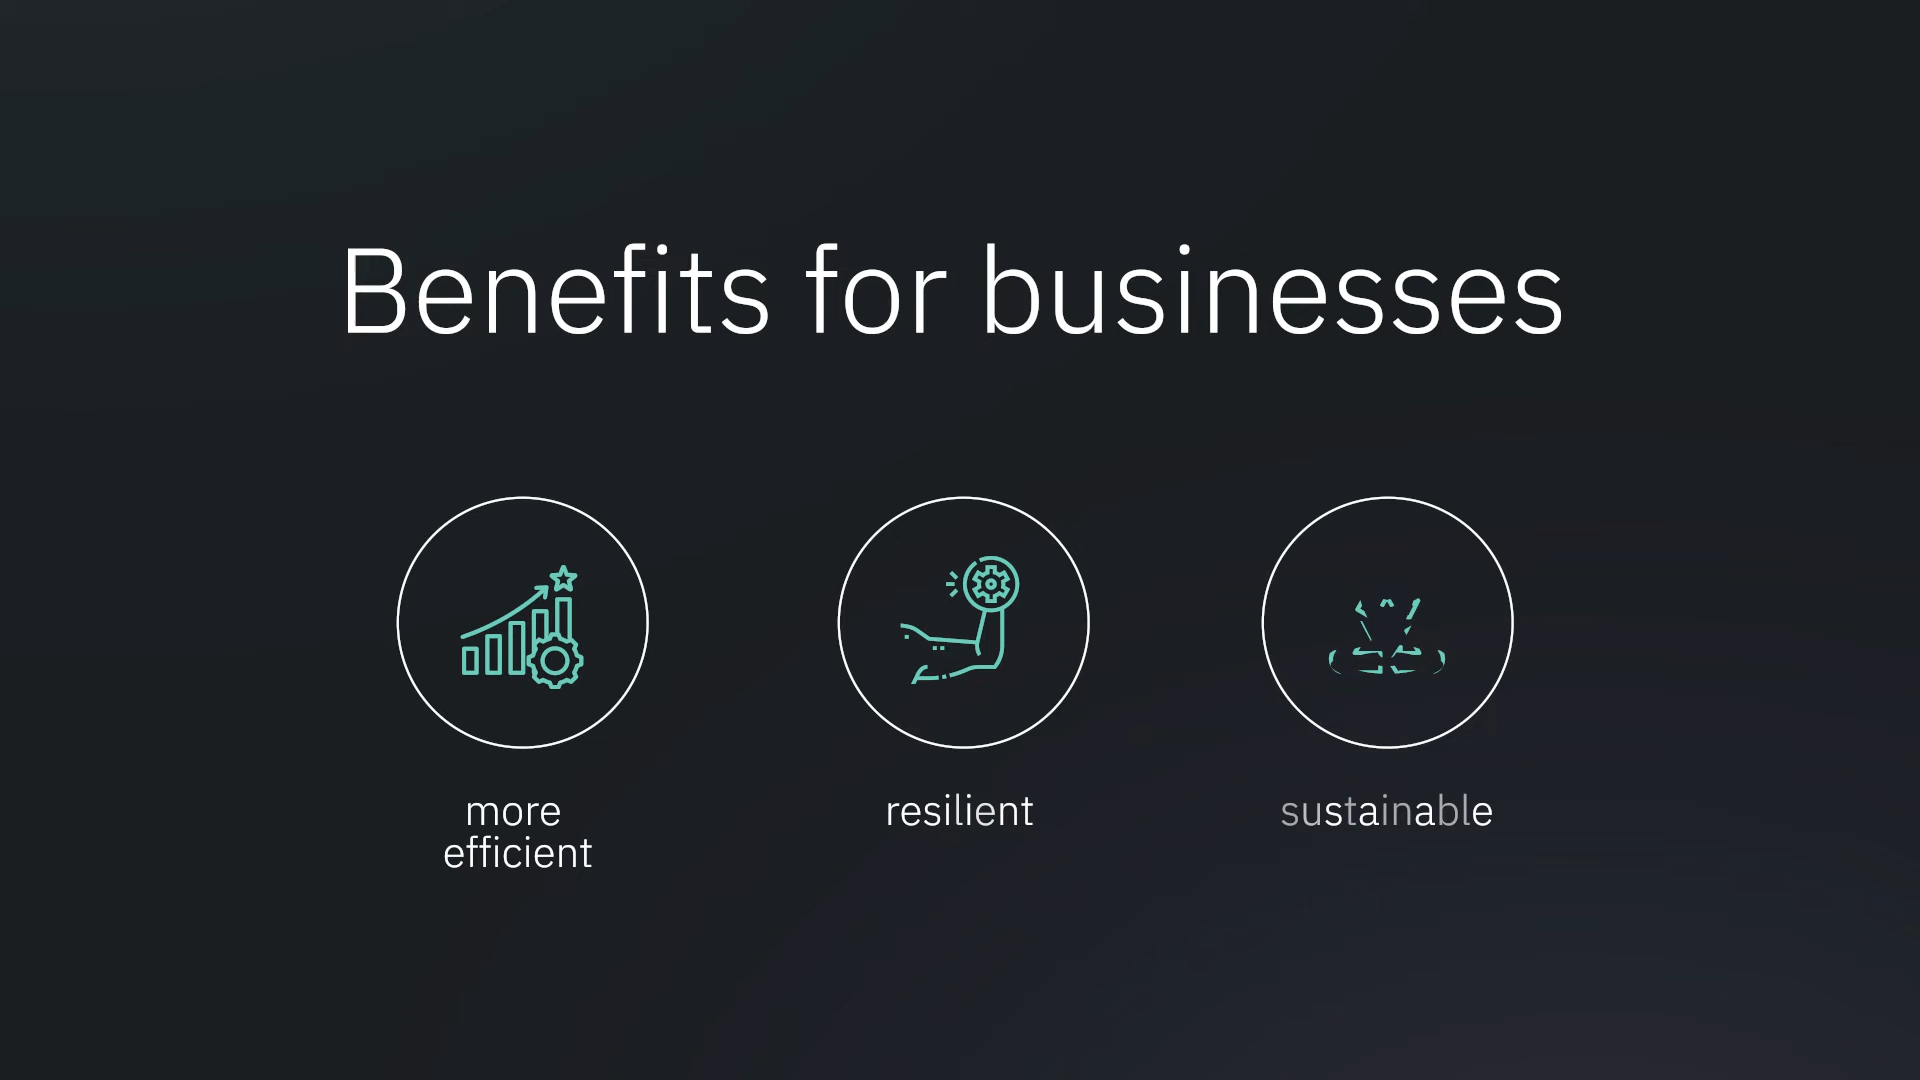 Benefits for businesses
more
efficient
resilient
sustainable